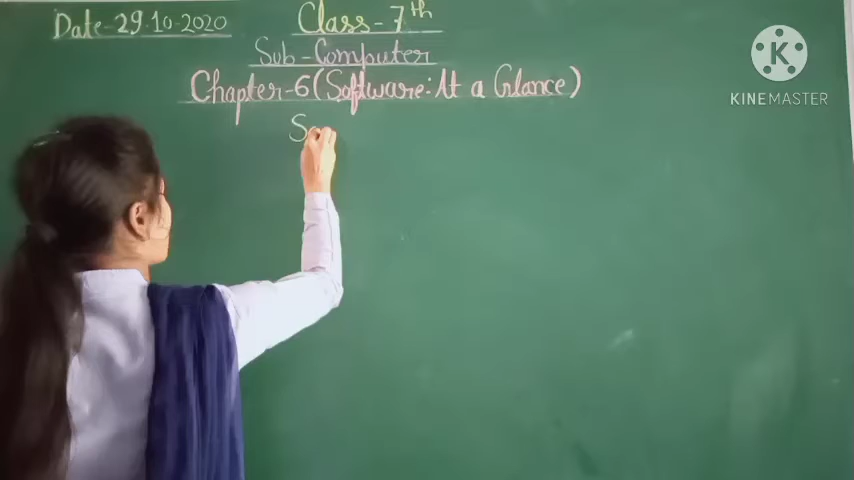 Date-29.10-2020
Class-7th
Sub-Computer
Chapter-6(Software:At a Glance)
S
K
KINEMASTER